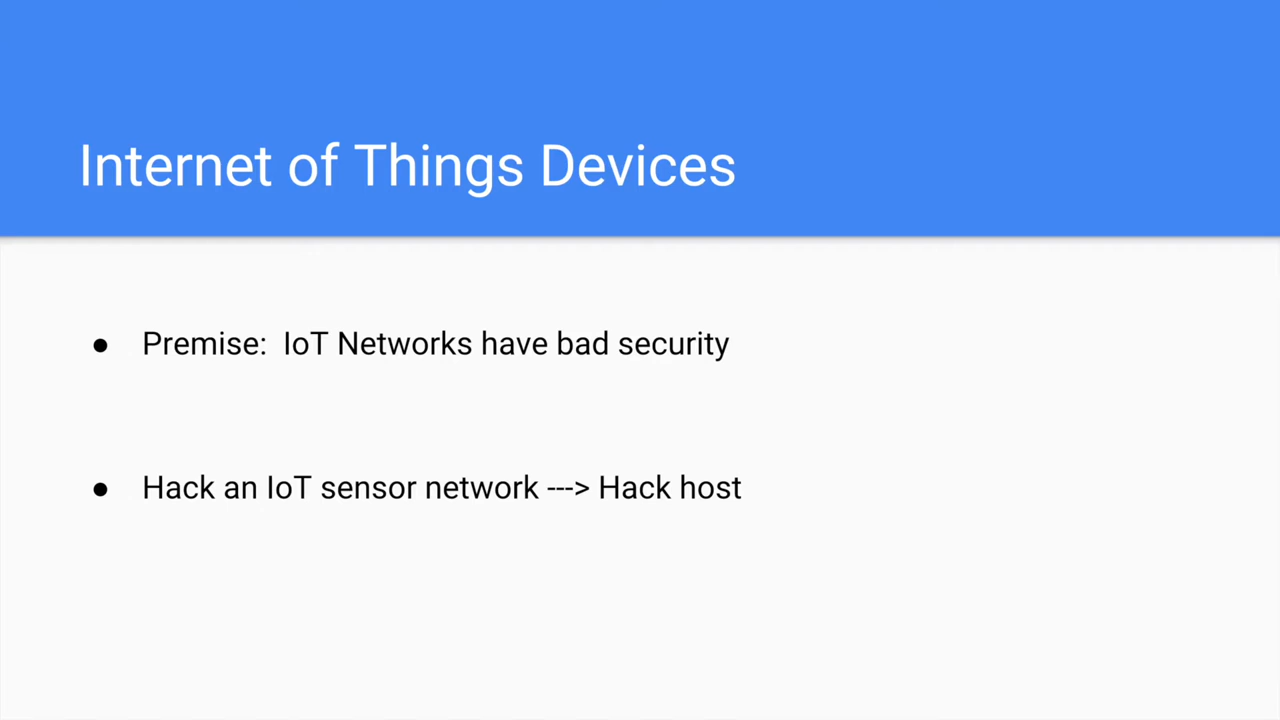 Internet of Things Devices
● Premise:  IoT Networks have bad security
● Hack an IoT sensor network ---> Hack host